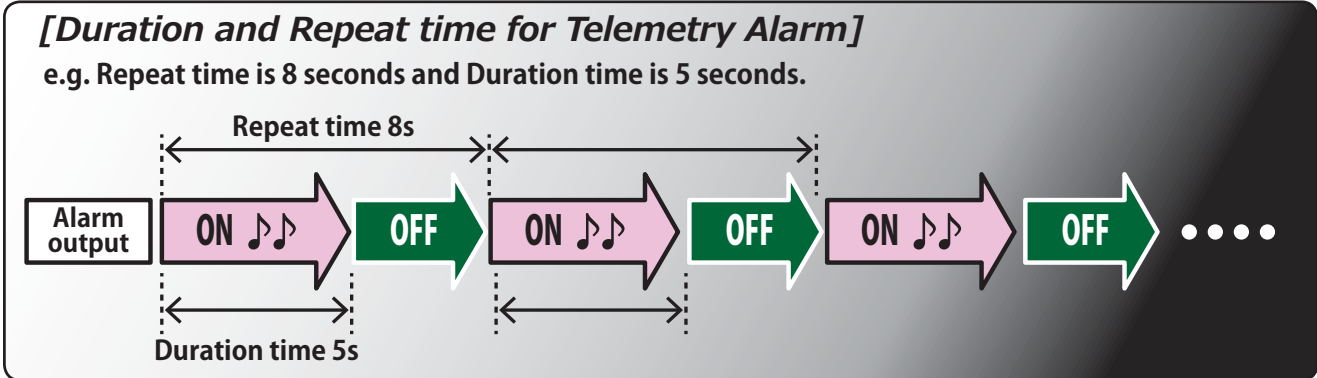 [Duration and Repeat time for Telemetry Alarm]
e.g. Repeat time is 8 seconds and Duration time is 5 seconds.
Repeat time 8s
Alarm
output
ON ♪♪
OFF
ON ♪♪
OFF
ON ♪♪
OFF
Duration time 5s